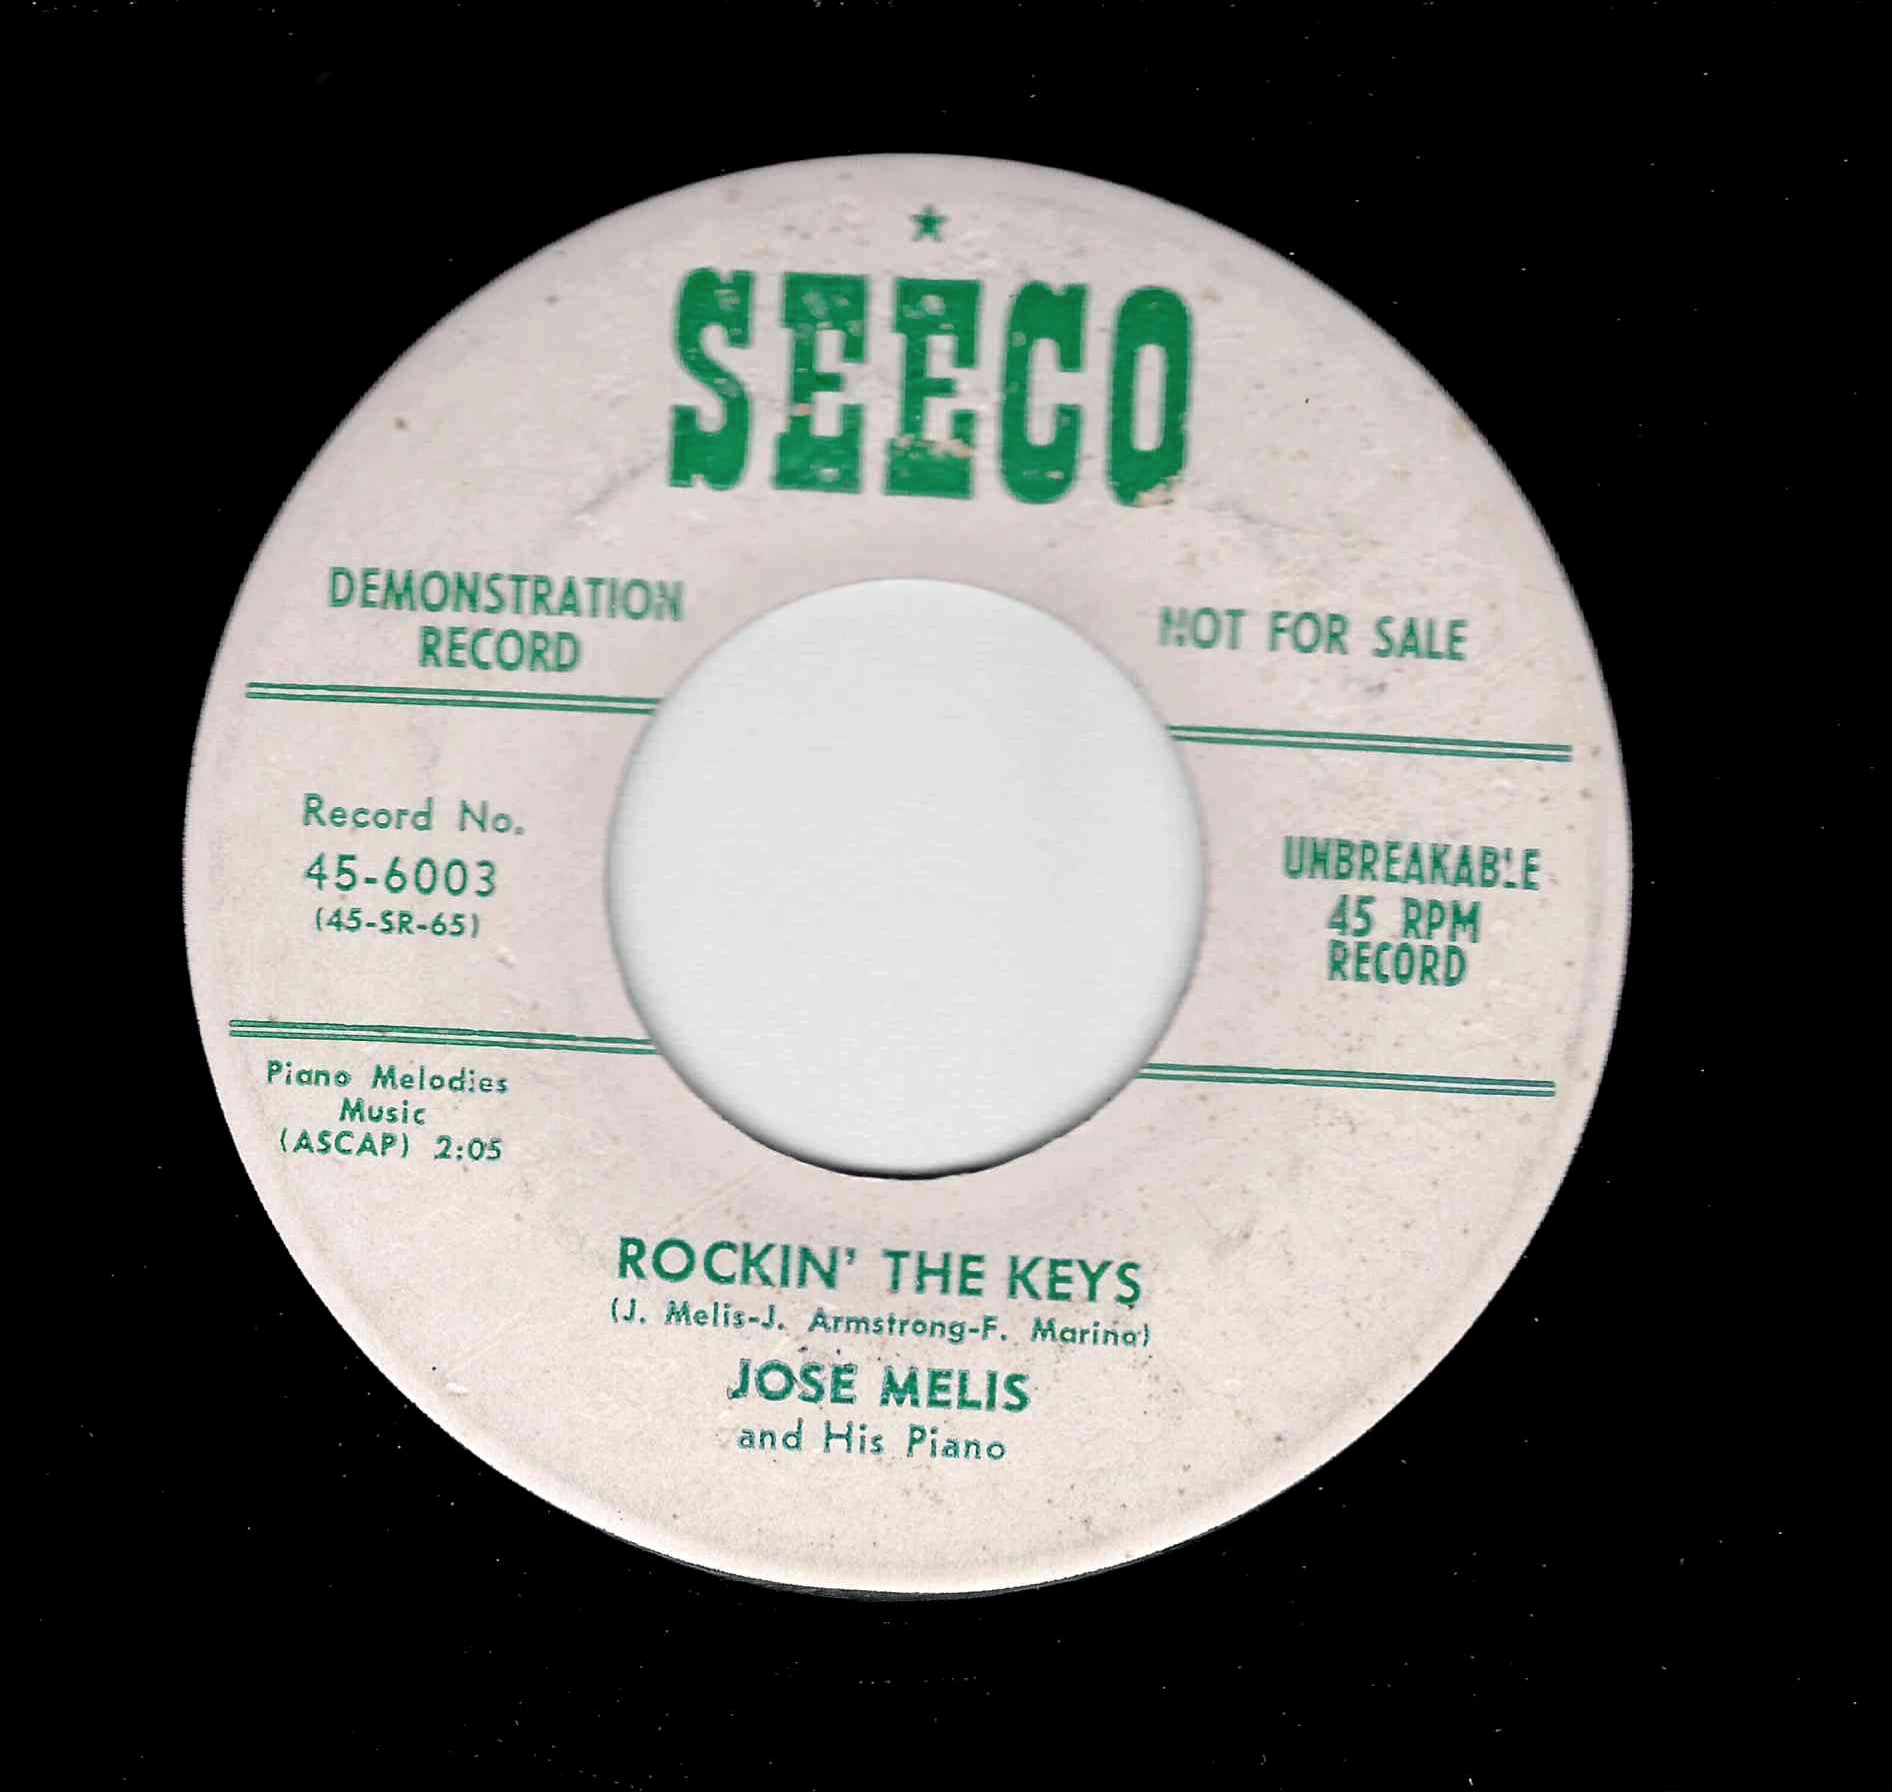 SEECO
DEMONSTRATION
RECORD
NOT FOR SALE
Record No.
45-6003
(45-SR-65)
UNBREAKABLE
45 RPM
RECORD
Piano Melodies
Music
(ASCAP) 2:05
ROCKIN' THE KEYS
(J. Melis-J. Armstrong-F. Marino)
JOSÉ MELIS
and His Piano